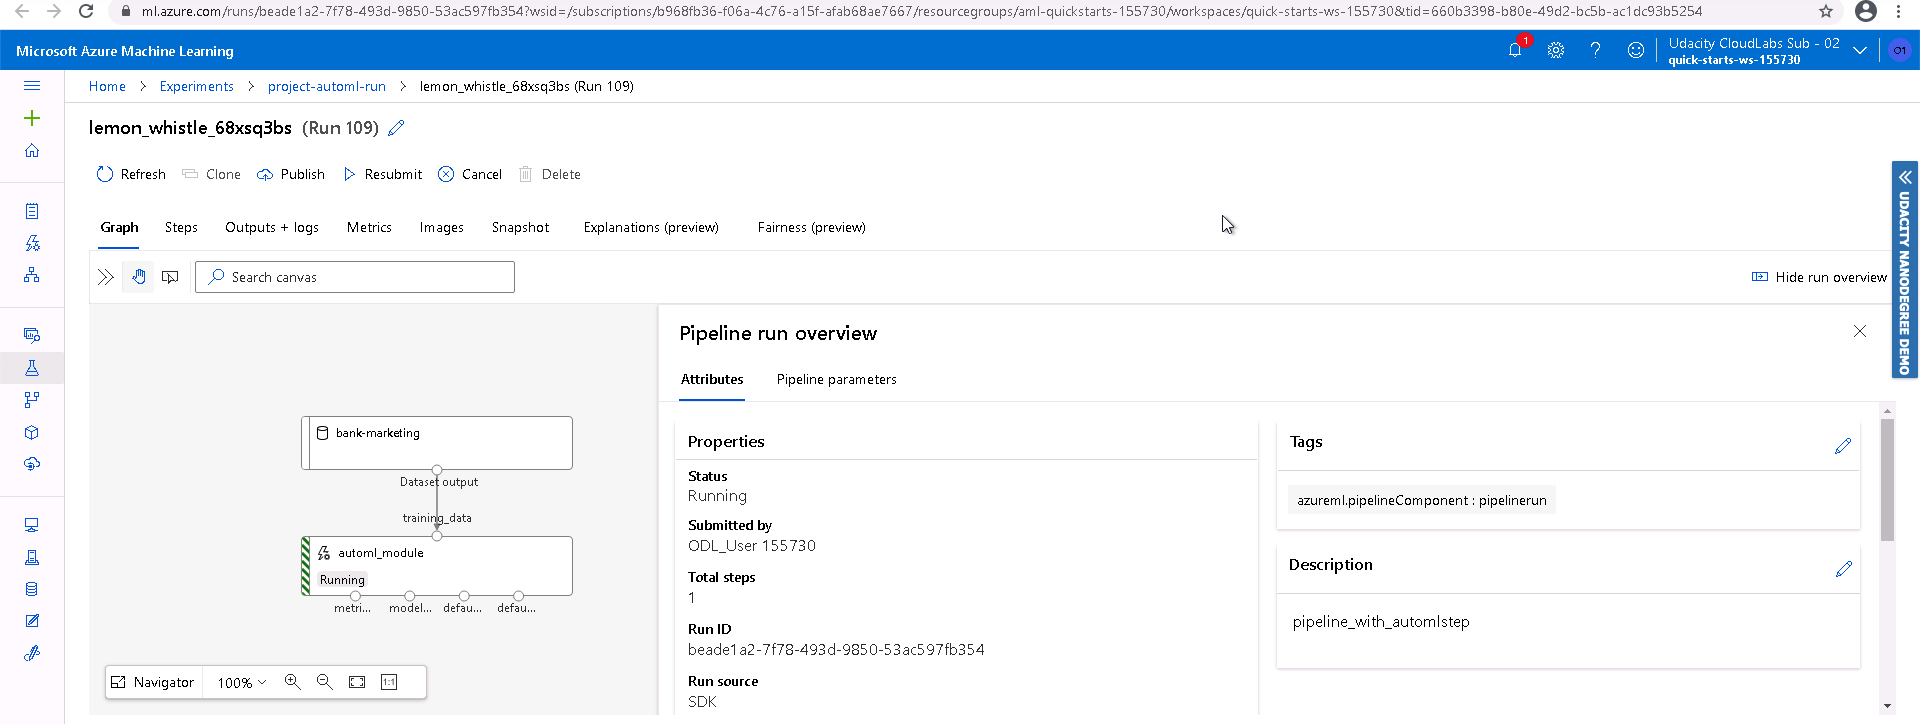 ml.azure.com/runs/beade1a2-7f78-493d-9850-53ac597fb354?wsid=/subscriptions/b968fb36-f06a-4c76-a15f-afab68ae7667/resourcegroups/aml-quickstarts-155730/workspaces/quick-starts-ws-155730&tid=660b3398-b80e-49d2-bc5b-ac1dc93b5254
Microsoft Azure Machine Learning
1
Udacity CloudLabs Sub - 02
quick-starts-ws-155730
O1
Home > Experiments > project-automl-run > lemon_whistle_68xsq3bs (Run 109)
lemon_whistle_68xsq3bs (Run 109)
Refresh Clone Publish Resubmit Cancel Delete
Graph Steps Outputs + logs Metrics Images Snapshot Explanations (preview) Fairness (preview)
Search canvas
Hide run overview
UDACITY NANODEGREE DEMO
bank-marketing
Dataset output
training_data
automl_module
Running
metri... model... defau... defau...
Navigator 100% 1:1
Pipeline run overview
Attributes Pipeline parameters
Properties
Status
Running
Submitted by
ODL_User 155730
Total steps
1
Run ID
beade1a2-7f78-493d-9850-53ac597fb354
Run source
SDK
Tags
azureml.pipelineComponent : pipelinerun
Description
pipeline_with_automlstep